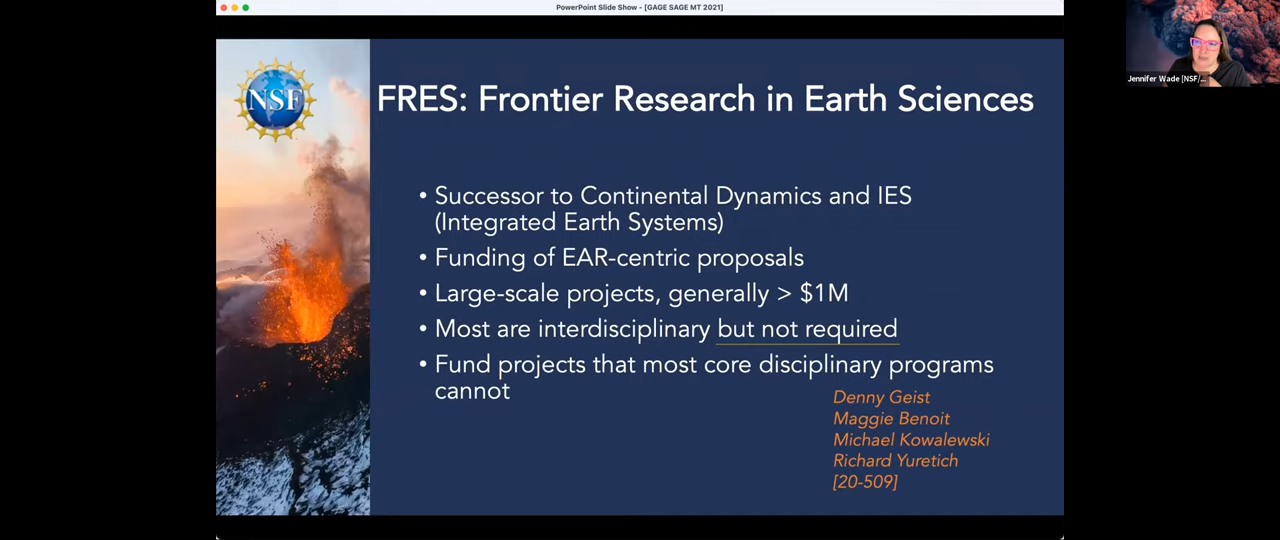 PowerPoint Slide Show - [GAGE SAGE MT 2021]
Jennifer Wade [NSF/...
NSF
FRES: Frontier Research in Earth Sciences
• Successor to Continental Dynamics and IES
(Integrated Earth Systems)
• Funding of EAR-centric proposals
• Large-scale projects, generally > $1M
• Most are interdisciplinary but not required
• Fund projects that most core disciplinary programs
cannot
Denny Geist
Maggie Benoit
Michael Kowalewski
Richard Yuretich
[20-509]